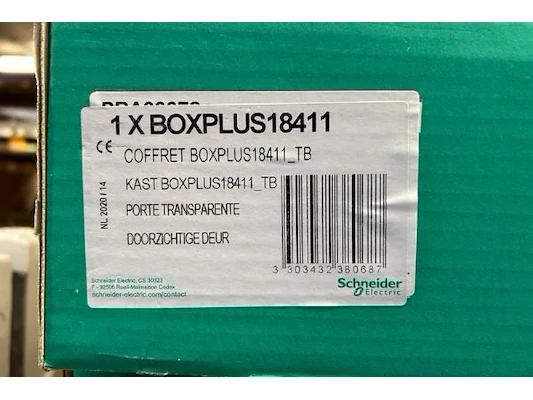 1 X BOXPLUS18411
CE
COFFRET BOXPLUS18411_TB
KAST BOXPLUS18411_TB
PORTE TRANSPARENTE
DOORZICHTIGE DEUR
NL 2020 / 14
3 303432 380687
Schneider Electric, CS 30323
F - 92506 Rueil-Malmaison Cedex
schneider-electric.com/contact
Schneider
Electric